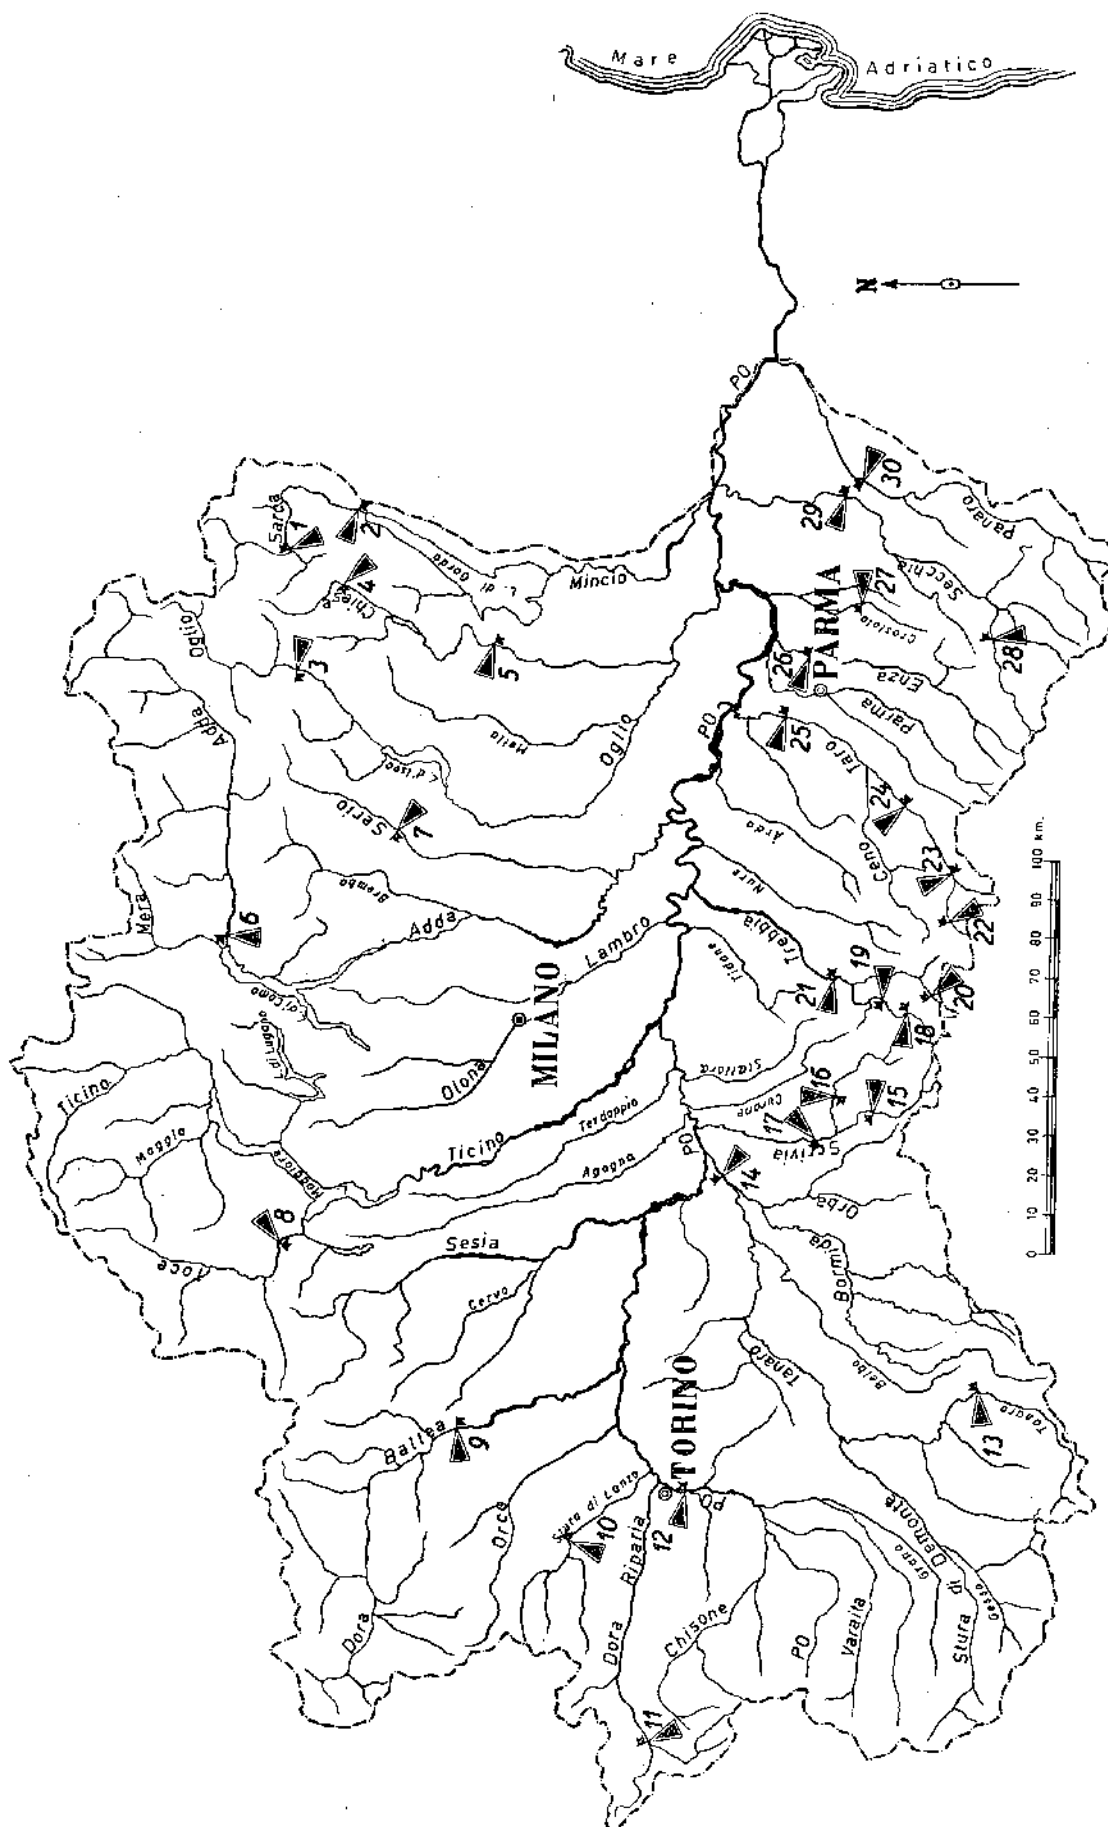 Mare Adriatico
N
PO
Sarca
1
2
L. di Garda
Mincio
4
Chiese
3
5
Oglio
Adda
Mella
Oglio
L. d'Iseo
Serio
7
Brembo
Adda
Mera
6
L. di Como
L. di Lugano
Lambro
MILANO
Olona
Ticino
Maggia
Maggiore
Ticino
Terdoppio
Agogna
Toce
8
Sesia
Cervo
Baltea
9
Dora
Orco
Stura di Lanzo
10
Dora Riparia
11
Chisone
12
TORINO
PO
PO
Varaita
Grana
Stura di Demonte
Gesso
Tanaro
13
Tanaro
Belbo
Bormida
Orba
14
PO
Scrivia
17
16
15
Curone
Staffora
18
19
20
21
Tidone
Trebbia
Nure
Arda
22
23
24
Ceno
Taro
25
PO
26
PARMA
Parma
Enza
Crostolo
27
28
Secchia
29
30
Panaro
0 10 20 30 40 50 60 70 80 90 100 km.